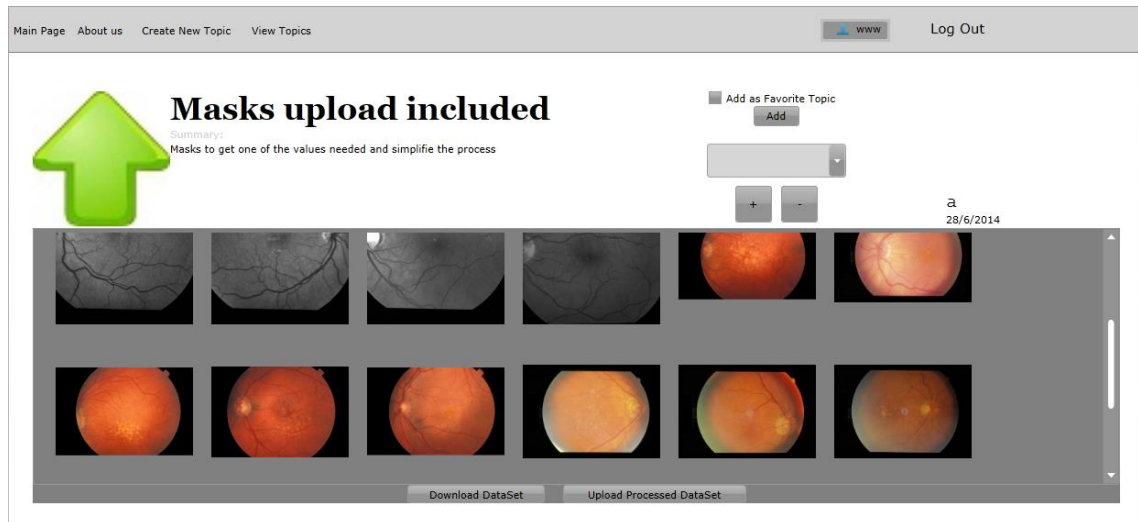 Main Page About us Create New Topic View Topics www Log Out
Masks upload included
Summary:
Masks to get one of the values needed and simplifie the process
Add as Favorite Topic
Add
+ -
a
28/6/2014
Download DataSet Upload Processed DataSet